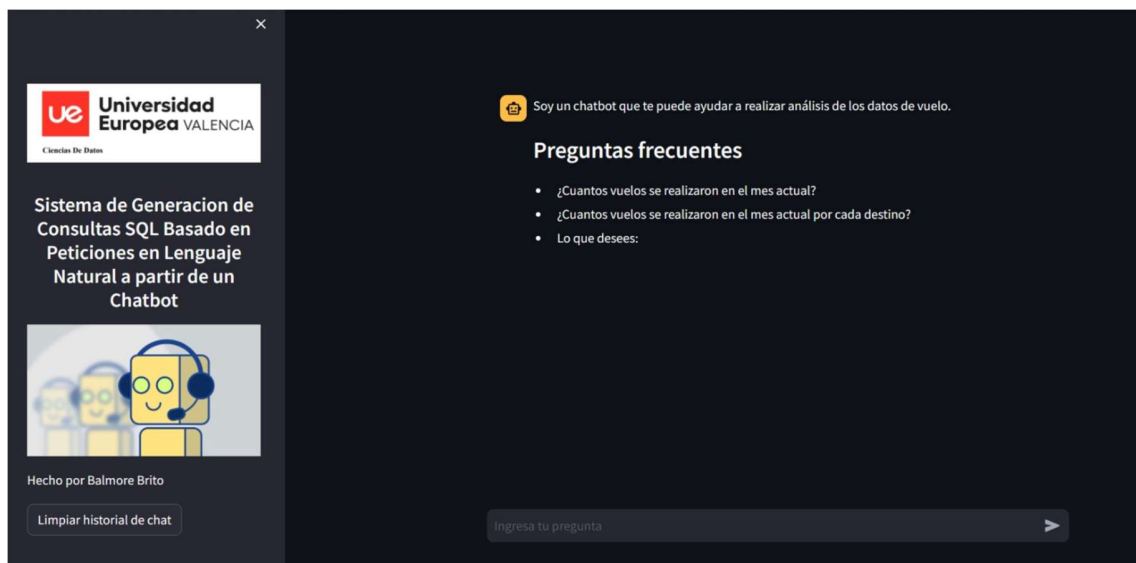 ue Universidad
Europea VALENCIA
Ciencias De Datos
Sistema de Generacion de
Consultas SQL Basado en
Peticiones en Lenguaje
Natural a partir de un
Chatbot
Hecho por Balmore Brito
Limpiar historial de chat
Soy un chatbot que te puede ayudar a realizar análisis de los datos de vuelo.
Preguntas frecuentes
• ¿Cuantos vuelos se realizaron en el mes actual?
• ¿Cuantos vuelos se realizaron en el mes actual por cada destino?
• Lo que desees:
Ingresa tu pregunta